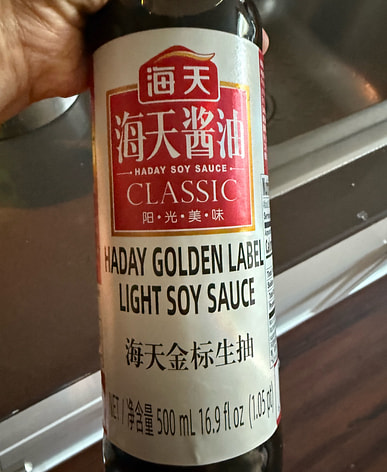 海天
海天酱油
HADAY SOY SAUCE
CLASSIC
阳·光·美·味
HADAY GOLDEN LABEL
LIGHT SOY SAUCE
海天金标生抽
NET / 净含量 500 mL 16.9 fl oz (1.05 pt)